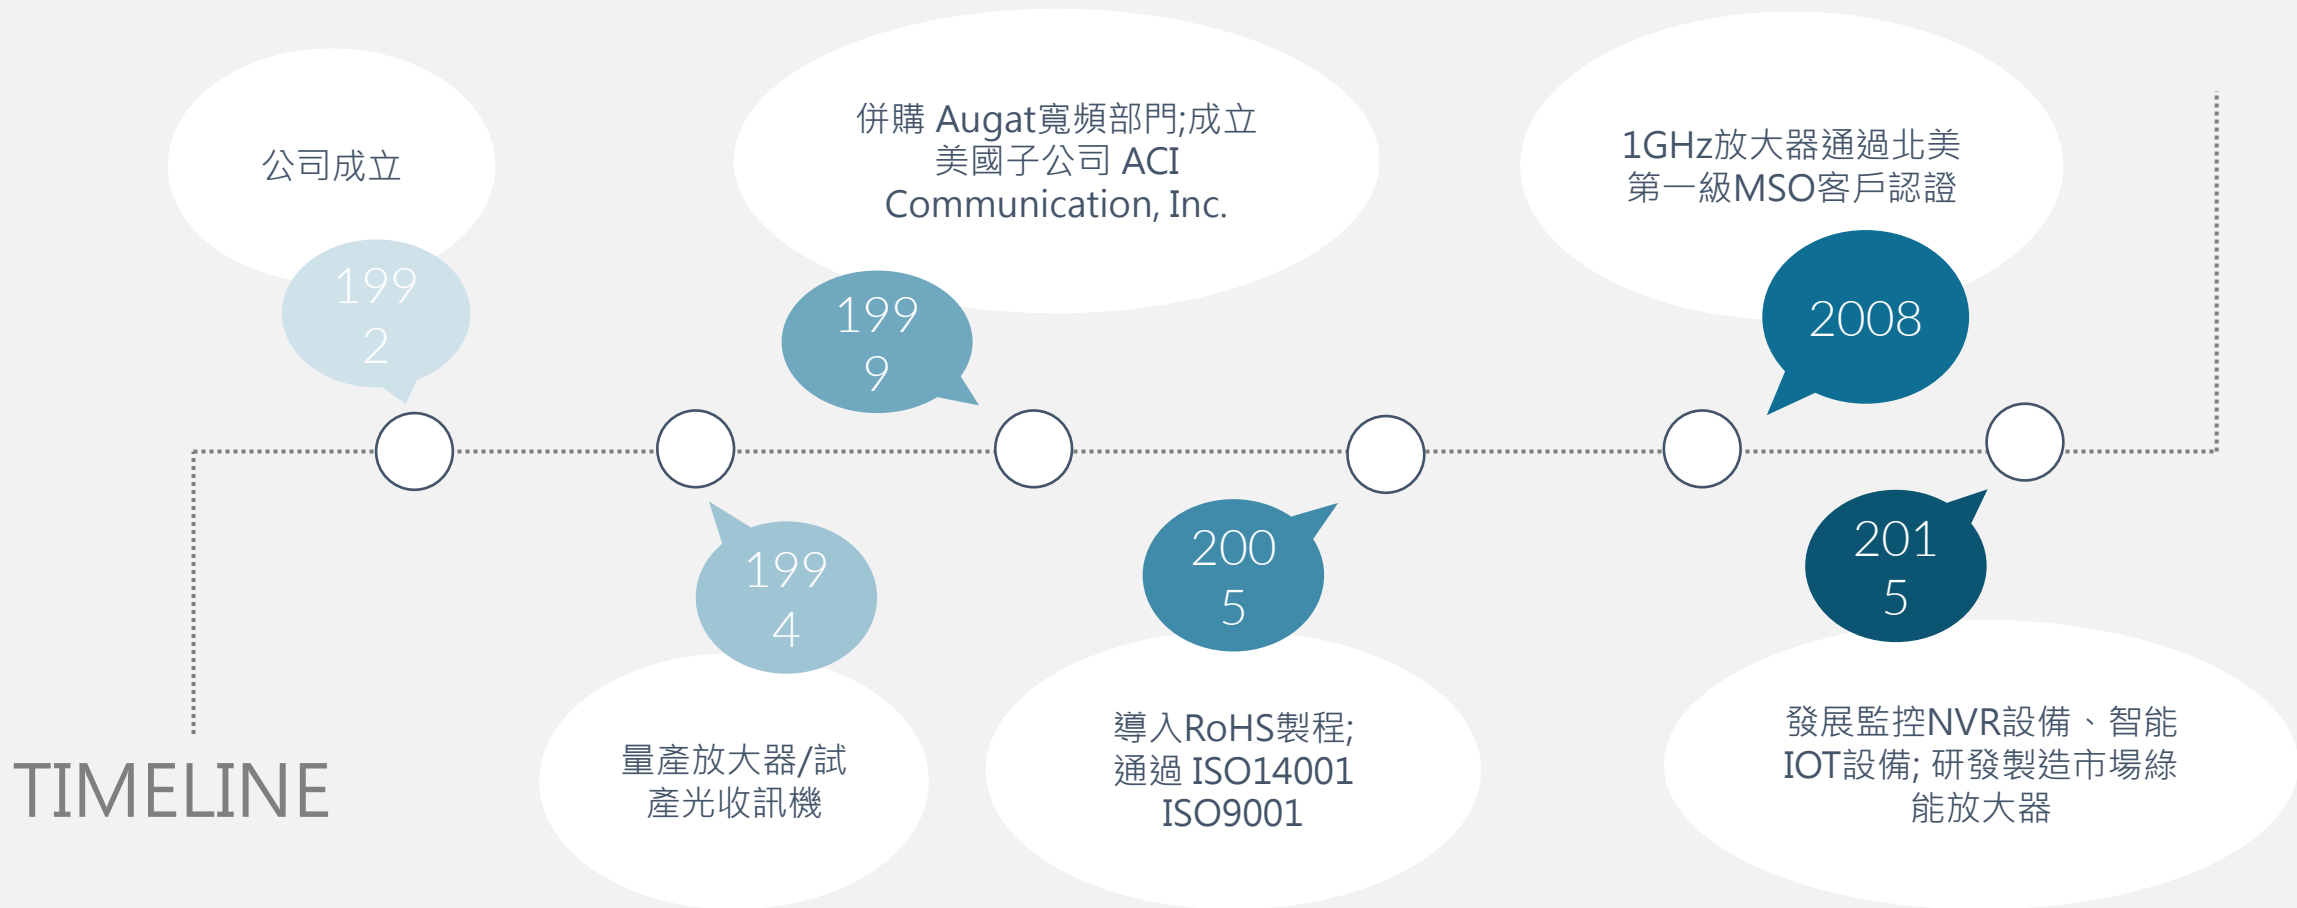 公司成立
199
2
量產放大器/試
產光收訊機
199
4
併購 Augat寬頻部門;成立
美國子公司 ACI
Communication, Inc.
199
9
導入RoHS製程;
通過 ISO14001
ISO9001
200
5
1GHz放大器通過北美
第一級MSO客戶認證
2008
發展監控NVR設備、智能
IOT設備; 研發製造市場綠
能放大器
201
5
TIMELINE